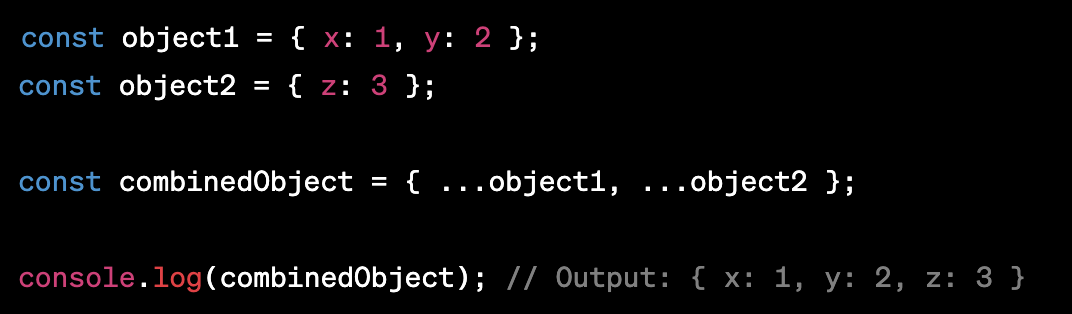 const object1 = { x: 1, y: 2 };
const object2 = { z: 3 };
const combinedObject = { ...object1, ...object2 };
console.log(combinedObject); // Output: { x: 1, y: 2, z: 3 }